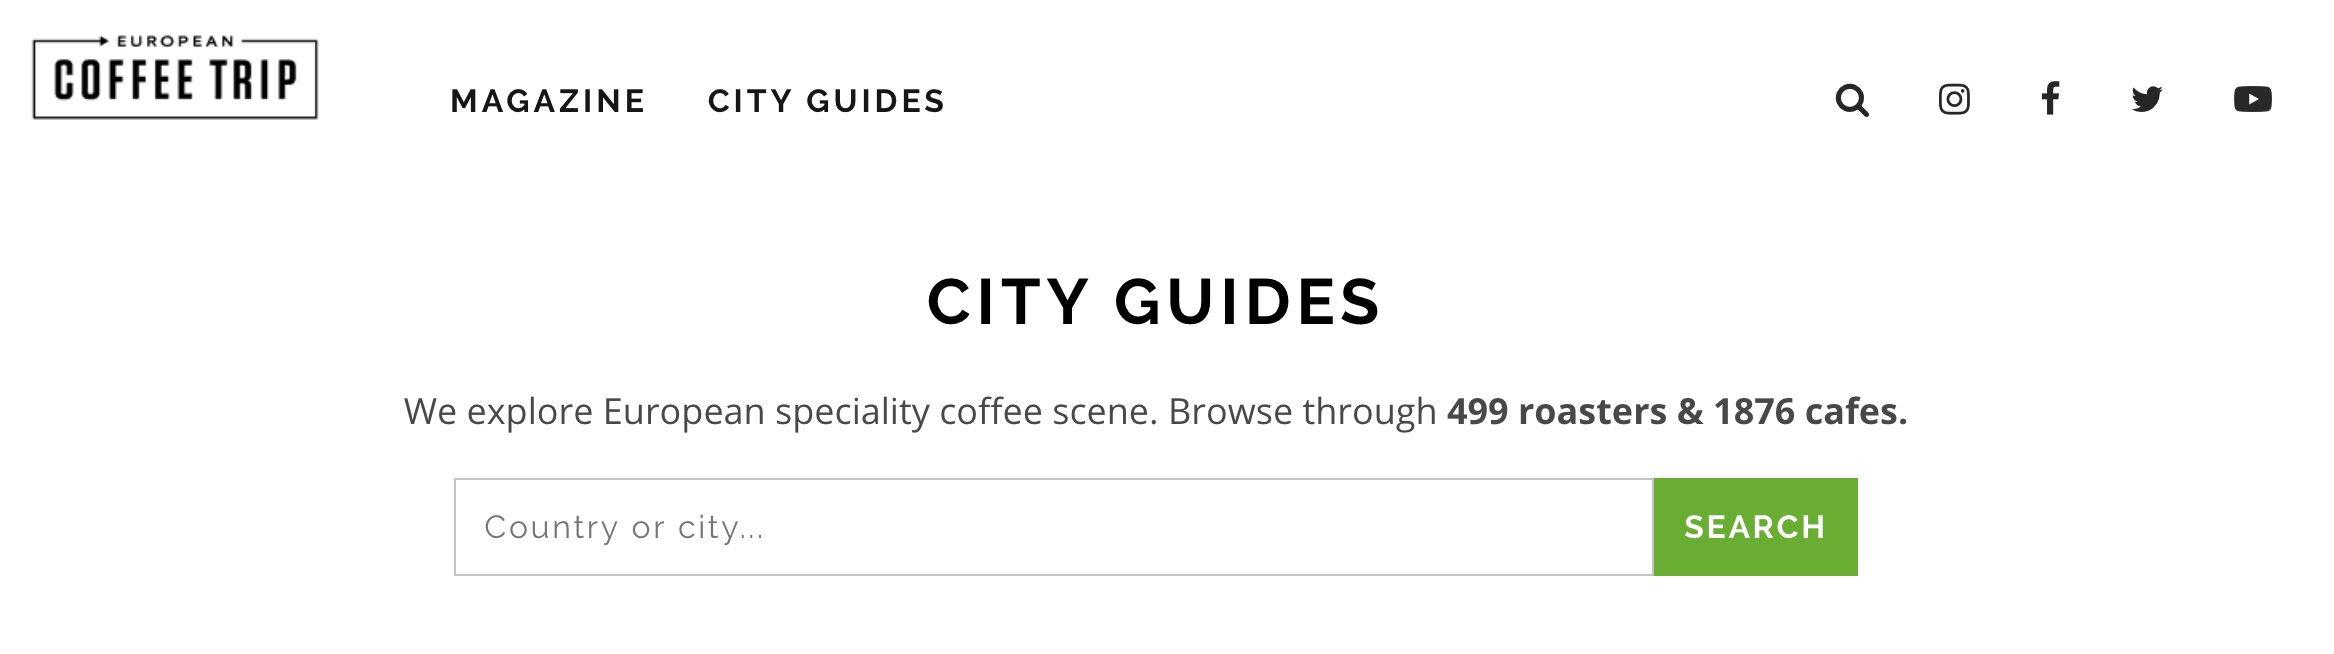 EUROPEAN
COFFEE TRIP
MAGAZINE CITY GUIDES
CITY GUIDES
We explore European speciality coffee scene. Browse through 499 roasters & 1876 cafes.
Country or city...
SEARCH